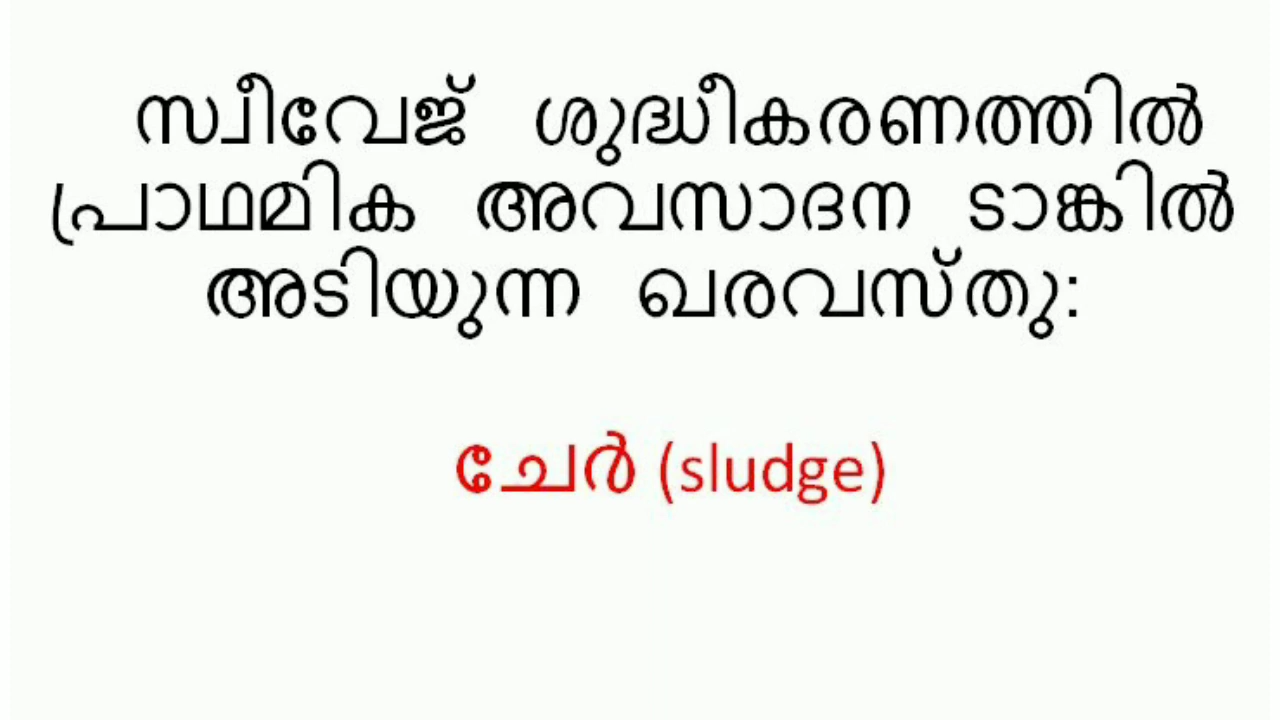 സ്വീവേജ് ശുദ്ധീകരണത്തിൽ
പ്രാഥമിക അവസാദന ടാങ്കിൽ
അടിയുന്ന ഖരവസ്തു:
ചേർ (sludge)